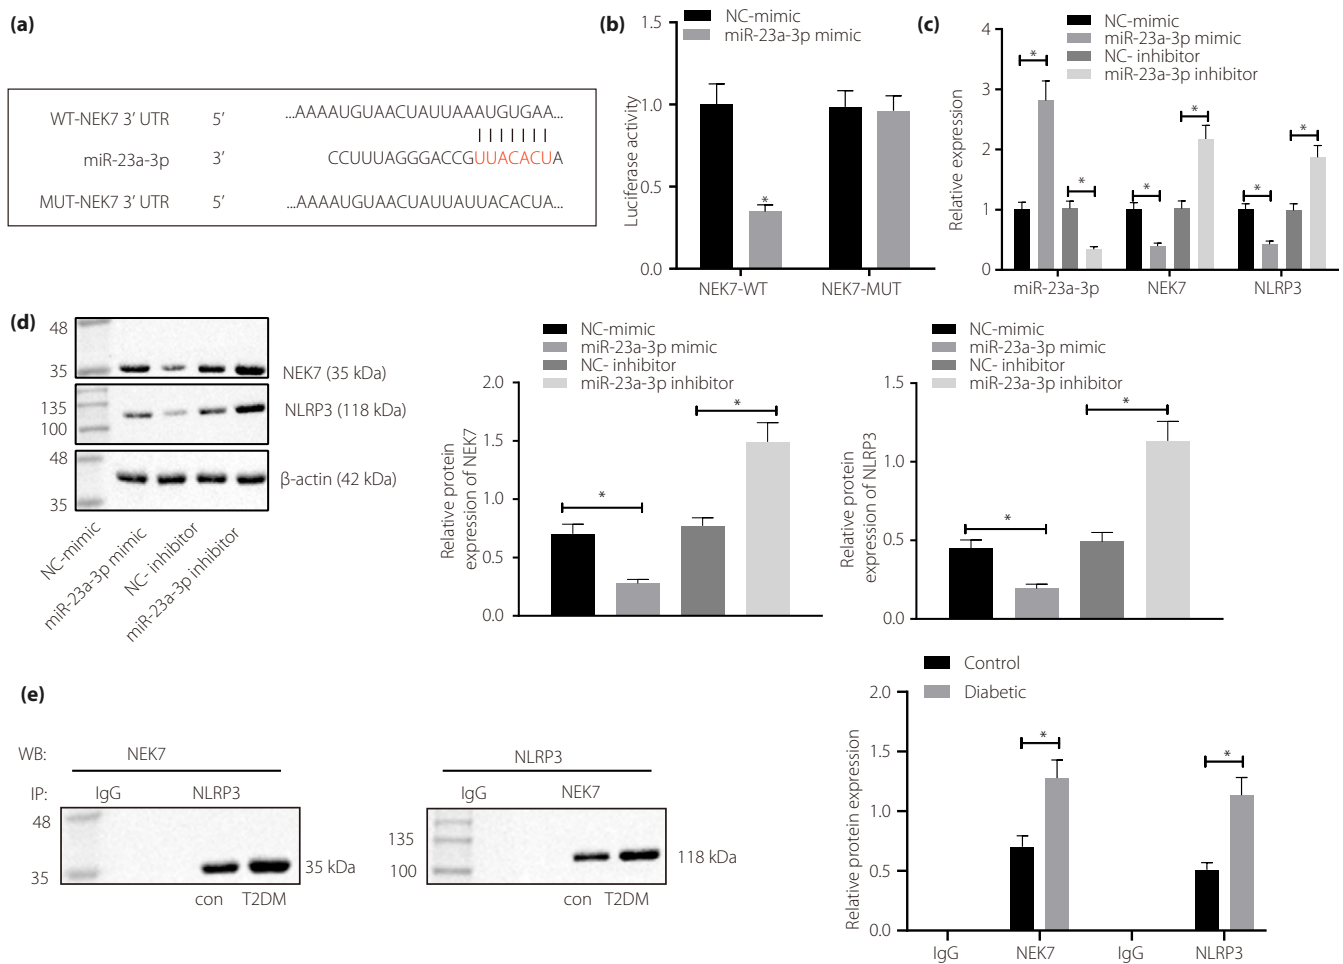 (a)
WT-NEK7 3′ UTR 5′ ...AAAAUGUAACUAUUAAAUGUGAA...
miR-23a-3p 3′ CCUUUAGGGACCGUUACACUA
MUT-NEK7 3′ UTR 5′ ...AAAAUGUAACUAUUAUUACACUA...
(b)
NC-mimic
miR-23a-3p mimic
Luciferase activity
1.5
1.0
0.5
0.0
*
NEK7-WT NEK7-MUT
(c)
NC-mimic
miR-23a-3p mimic
NC- inhibitor
miR-23a-3p inhibitor
Relative expression
4
3
2
1
0
* * * * * *
miR-23a-3p NEK7 NLRP3
(d)
48
35
NEK7 (35 kDa)
135
100
NLRP3 (118 kDa)
48
35
β-actin (42 kDa)
NC-mimic
miR-23a-3p mimic
NC- inhibitor
miR-23a-3p inhibitor
NC-mimic
miR-23a-3p mimic
NC- inhibitor
miR-23a-3p inhibitor
Relative protein
expression of NEK7
2.0
1.5
1.0
0.5
0.0
* *
NC-mimic
miR-23a-3p mimic
NC- inhibitor
miR-23a-3p inhibitor
Relative protein
expression of NLRP3
1.5
1.0
0.5
0.0
* *
(e)
WB: NEK7
IP: IgG NLRP3
48
35
35 kDa
con T2DM
NLRP3
IgG NEK7
135
100
118 kDa
con T2DM
Control
Diabetic
Relative protein expression
2.0
1.5
1.0
0.5
0.0
* *
IgG NEK7 IgG NLRP3